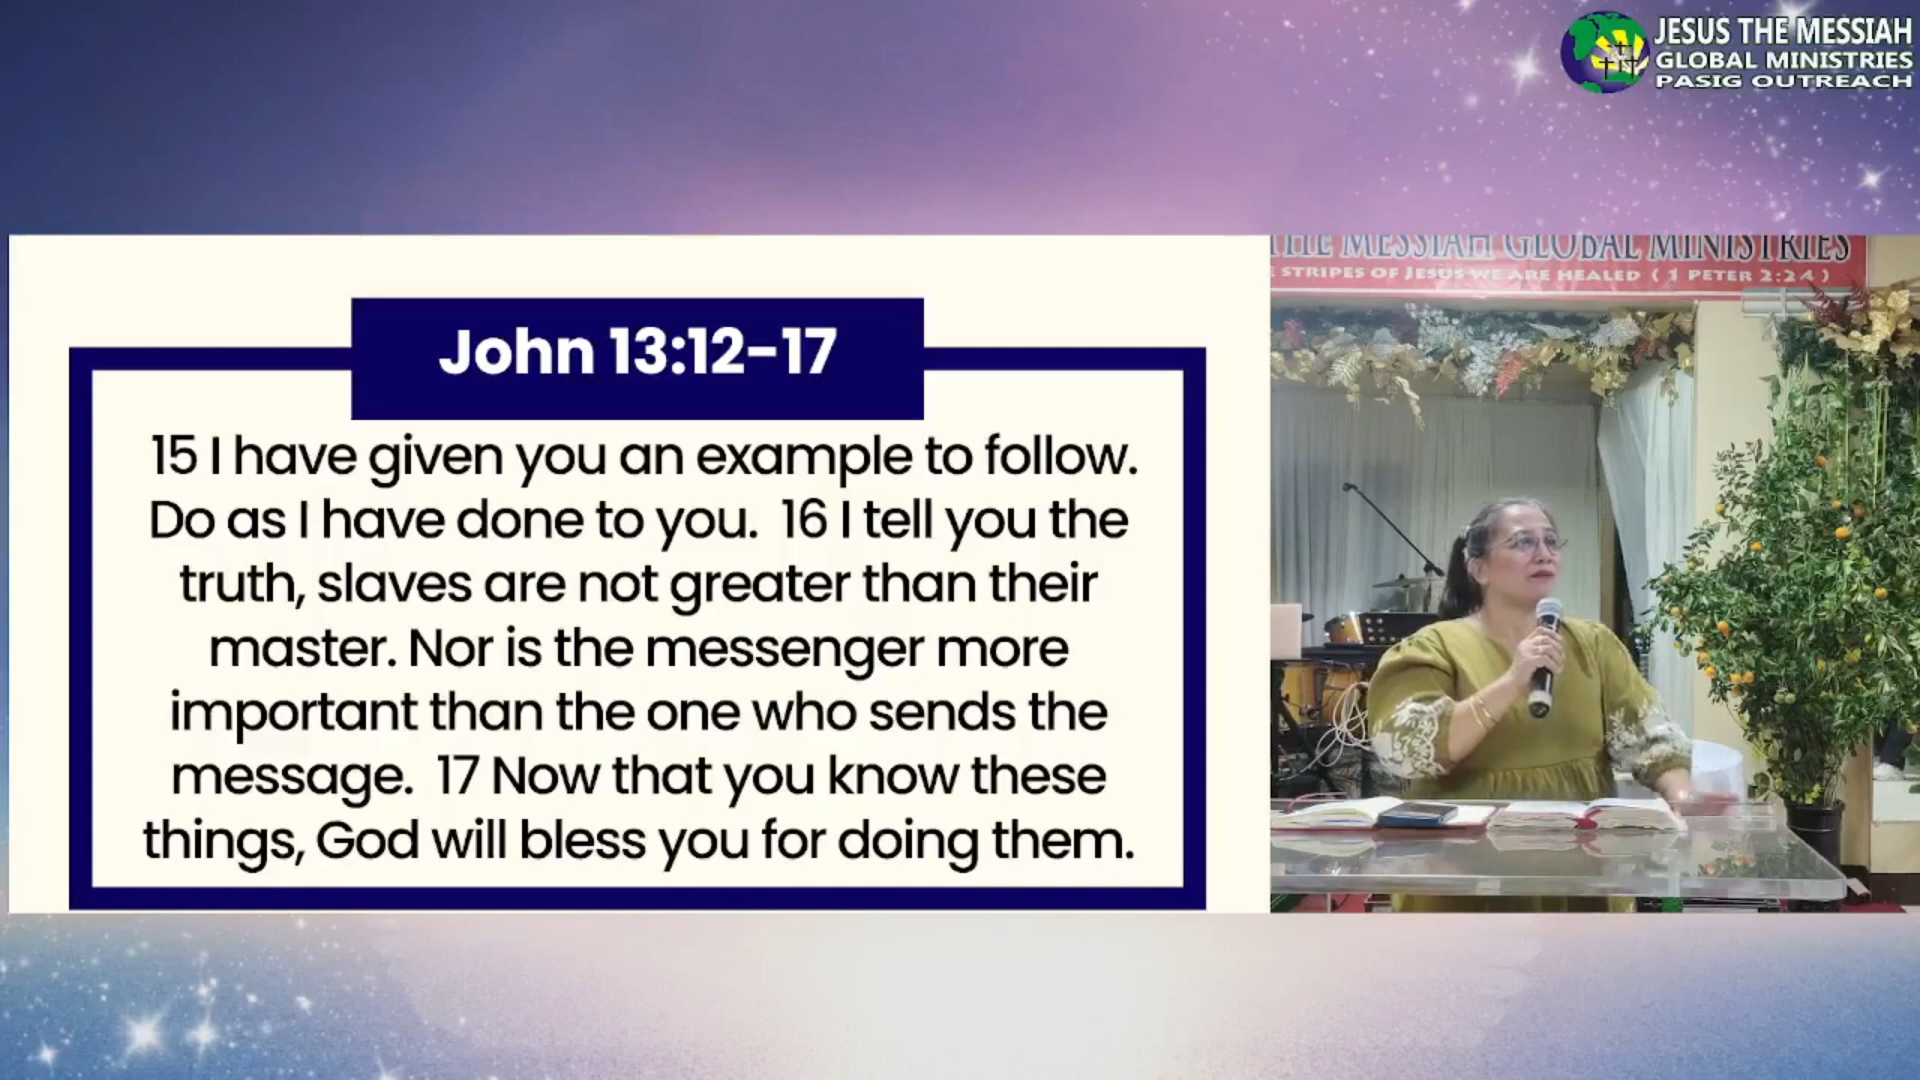 JESUS THE MESSIAH
GLOBAL MINISTRIES
PASIG OUTREACH
THE MESSIAH GLOBAL MINISTRIES
STRIPES OF JESUS WE ARE HEALED ( 1 PETER 2:24 )
John 13:12-17
15 I have given you an example to follow.
Do as I have done to you. 16 I tell you the
truth, slaves are not greater than their
master. Nor is the messenger more
important than the one who sends the
message. 17 Now that you know these
things, God will bless you for doing them.